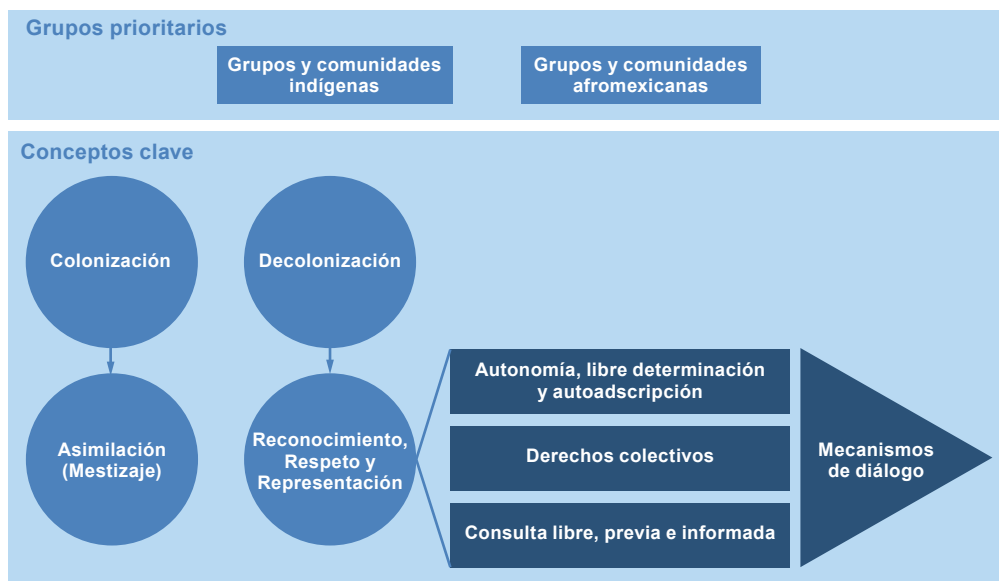 Grupos prioritarios
Grupos y comunidades
indígenas
Grupos y comunidades
afromexicanas
Conceptos clave
Colonización
Decolonización
Asimilación
(Mestizaje)
Reconocimiento,
Respeto y
Representación
Autonomía, libre determinación
y autoadscripción
Derechos colectivos
Consulta libre, previa e informada
Mecanismos
de diálogo